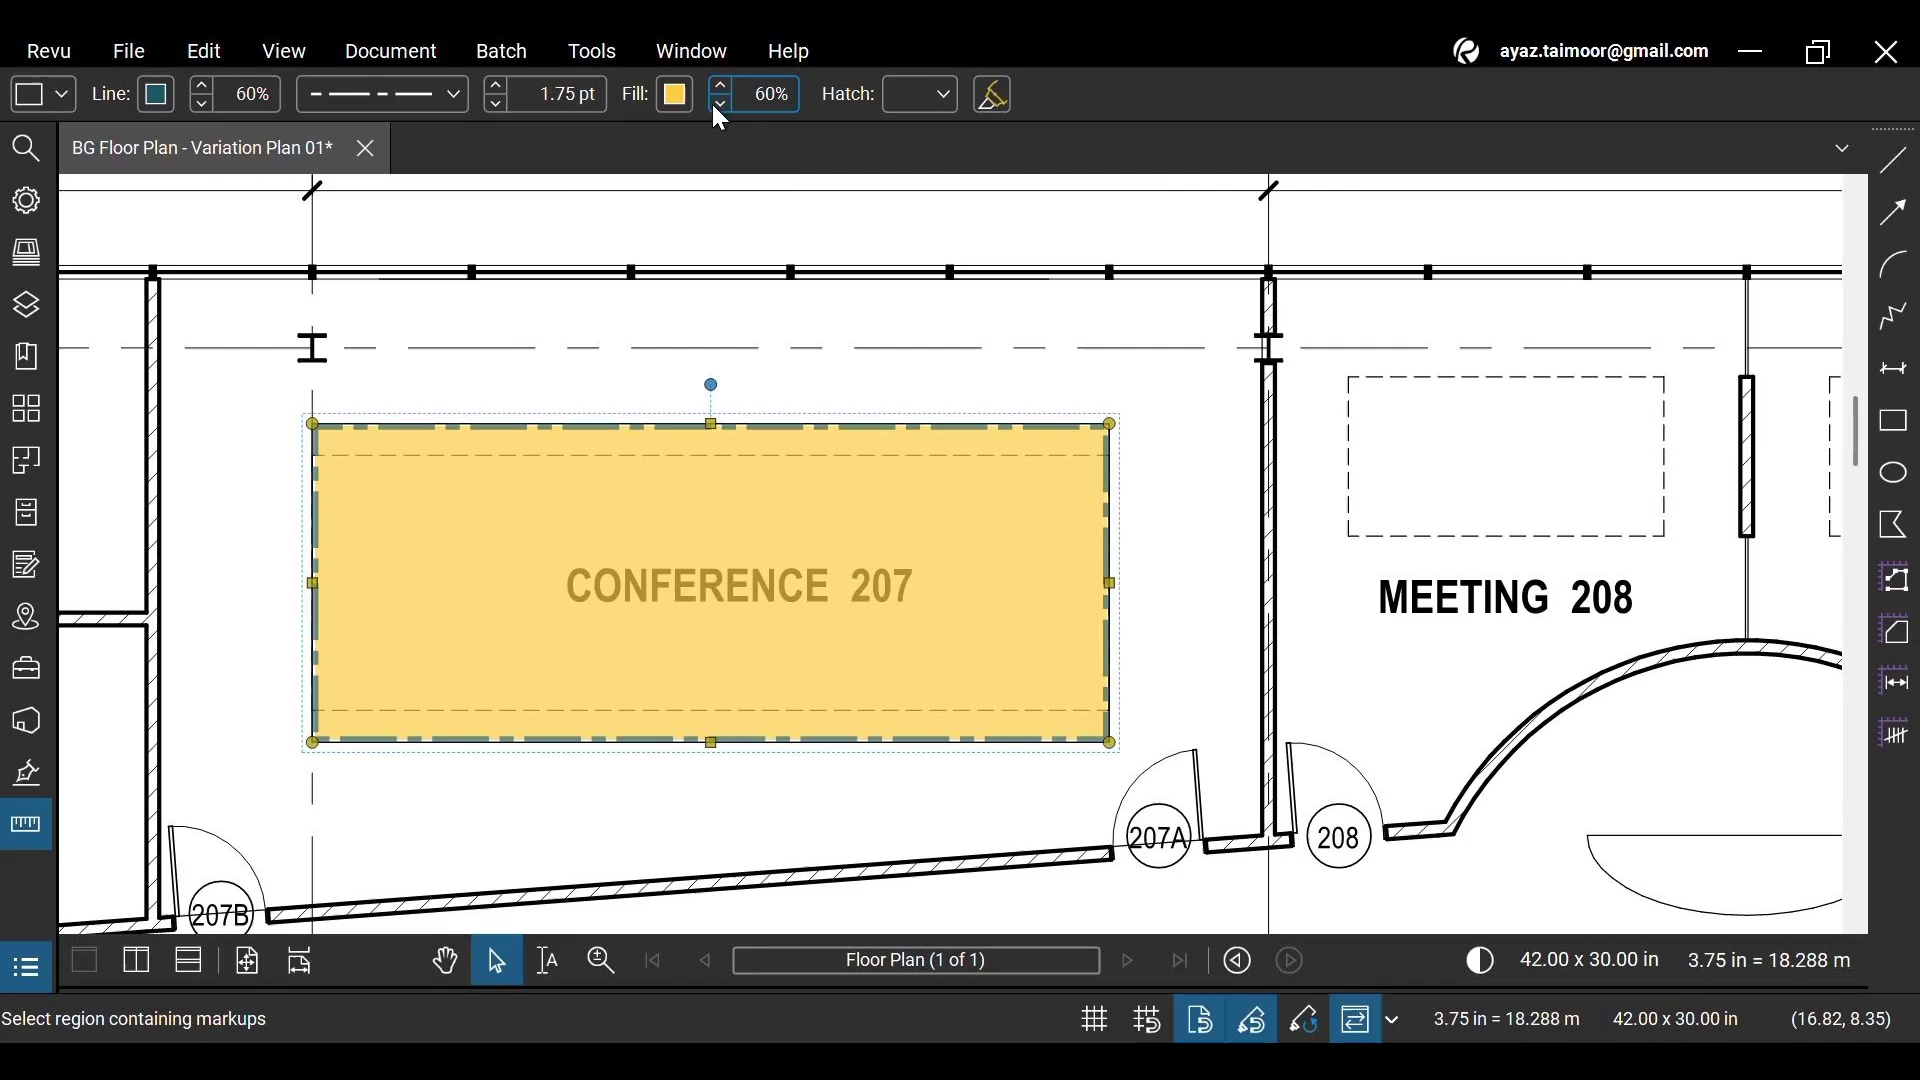 Revu File Edit View Document Batch Tools Window Help ayaz.taimoor@gmail.com
Line: 60% 1.75 pt Fill: 60% Hatch:
BG Floor Plan - Variation Plan 01*
CONFERENCE 207
MEETING 208
207A
208
207B
Floor Plan (1 of 1) 42.00 x 30.00 in 3.75 in = 18.288 m
Select region containing markups 3.75 in = 18.288 m 42.00 x 30.00 in (16.82, 8.35)